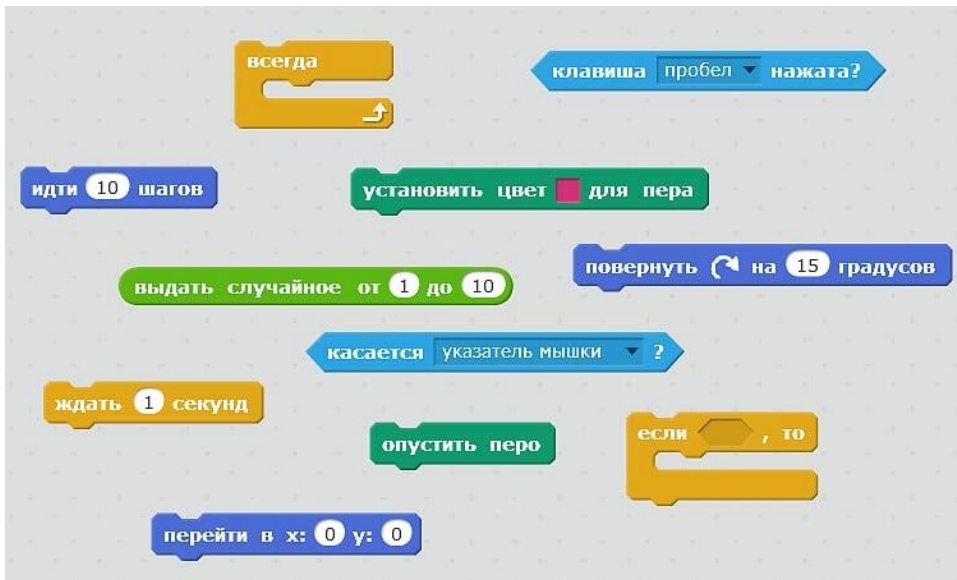 всегда
клавиша пробел нажата?
идти 10 шагов
установить цвет для пера
повернуть на 15 градусов
выдать случайное от 1 до 10
касается указатель мышки ?
ждать 1 секунд
если , то
опустить перо
перейти в x: 0 y: 0